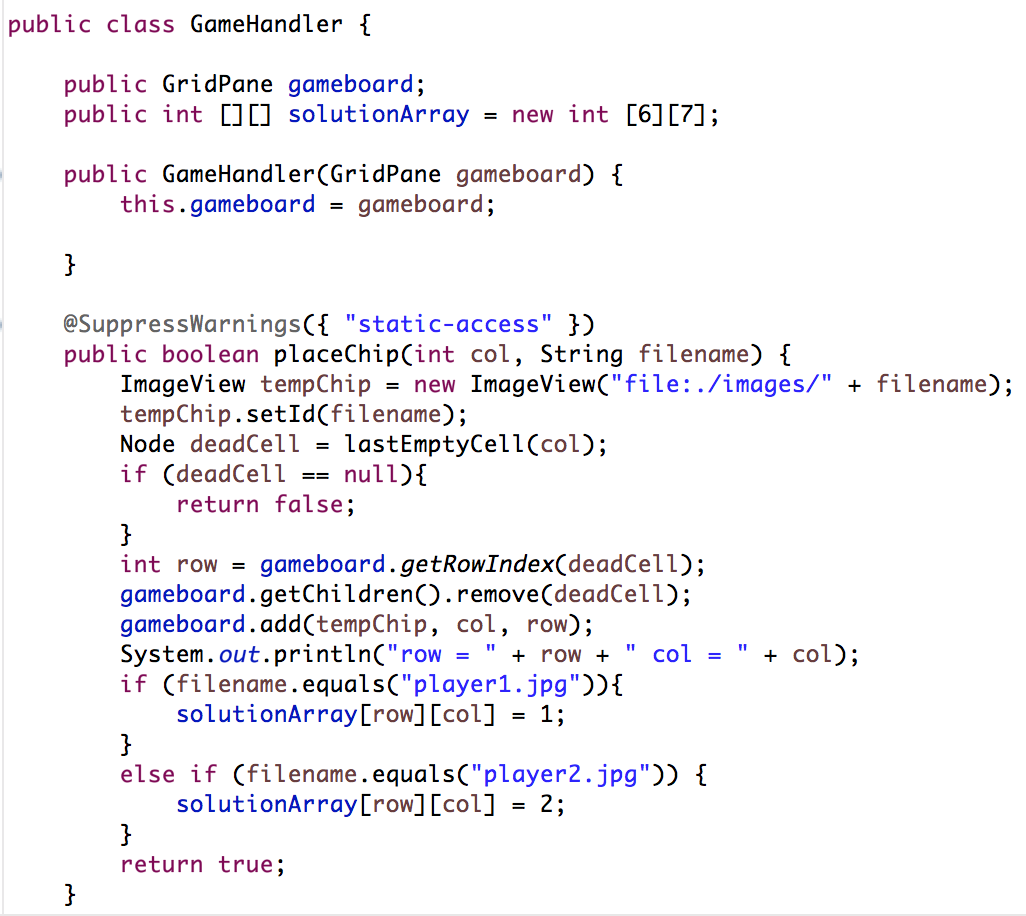 public class GameHandler {

    public GridPane gameboard;
    public int [][] solutionArray = new int [6][7];

    public GameHandler(GridPane gameboard) {
        this.gameboard = gameboard;

    }

    @SuppressWarnings({ "static-access" })
    public boolean placeChip(int col, String filename) {
        ImageView tempChip = new ImageView("file:./images/" + filename);
        tempChip.setId(filename);
        Node deadCell = lastEmptyCell(col);
        if (deadCell == null){
            return false;
        }
        int row = gameboard.getRowIndex(deadCell);
        gameboard.getChildren().remove(deadCell);
        gameboard.add(tempChip, col, row);
        System.out.println("row = " + row + " col = " + col);
        if (filename.equals("player1.jpg")){
            solutionArray[row][col] = 1;
        }
        else if (filename.equals("player2.jpg")) {
            solutionArray[row][col] = 2;
        }
        return true;
    }